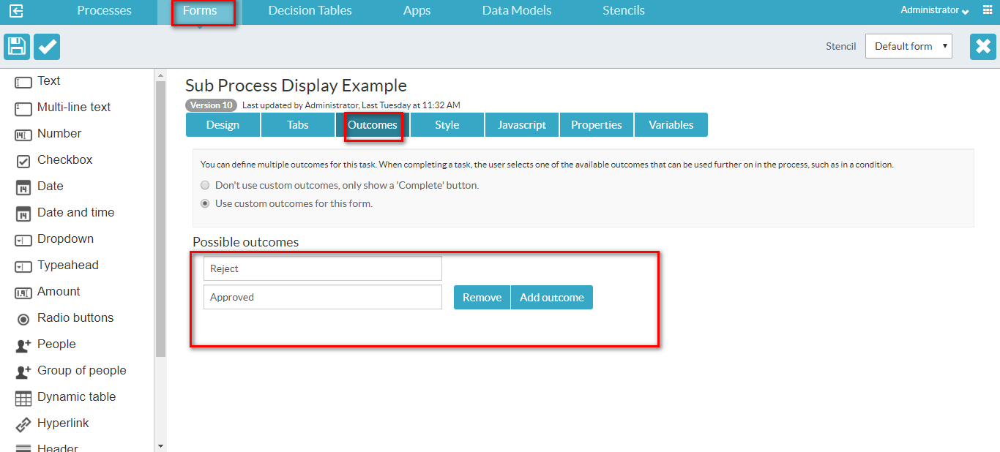 Processes Forms Decision Tables Apps Data Models Stencils Administrator
Stencil Default form
Text
Multi-line text
Number
Checkbox
Date
Date and time
Dropdown
Typeahead
Amount
Radio buttons
People
Group of people
Dynamic table
Hyperlink
Header
Sub Process Display Example
Version 10 Last updated by Administrator, Last Tuesday at 11:32 AM
Design Tabs Outcomes Style Javascript Properties Variables
You can define multiple outcomes for this task. When completing a task, the user selects one of the available outcomes that can be used further on in the process, such as in a condition.
Don't use custom outcomes, only show a 'Complete' button.
Use custom outcomes for this form.
Possible outcomes
Reject
Approved Remove Add outcome